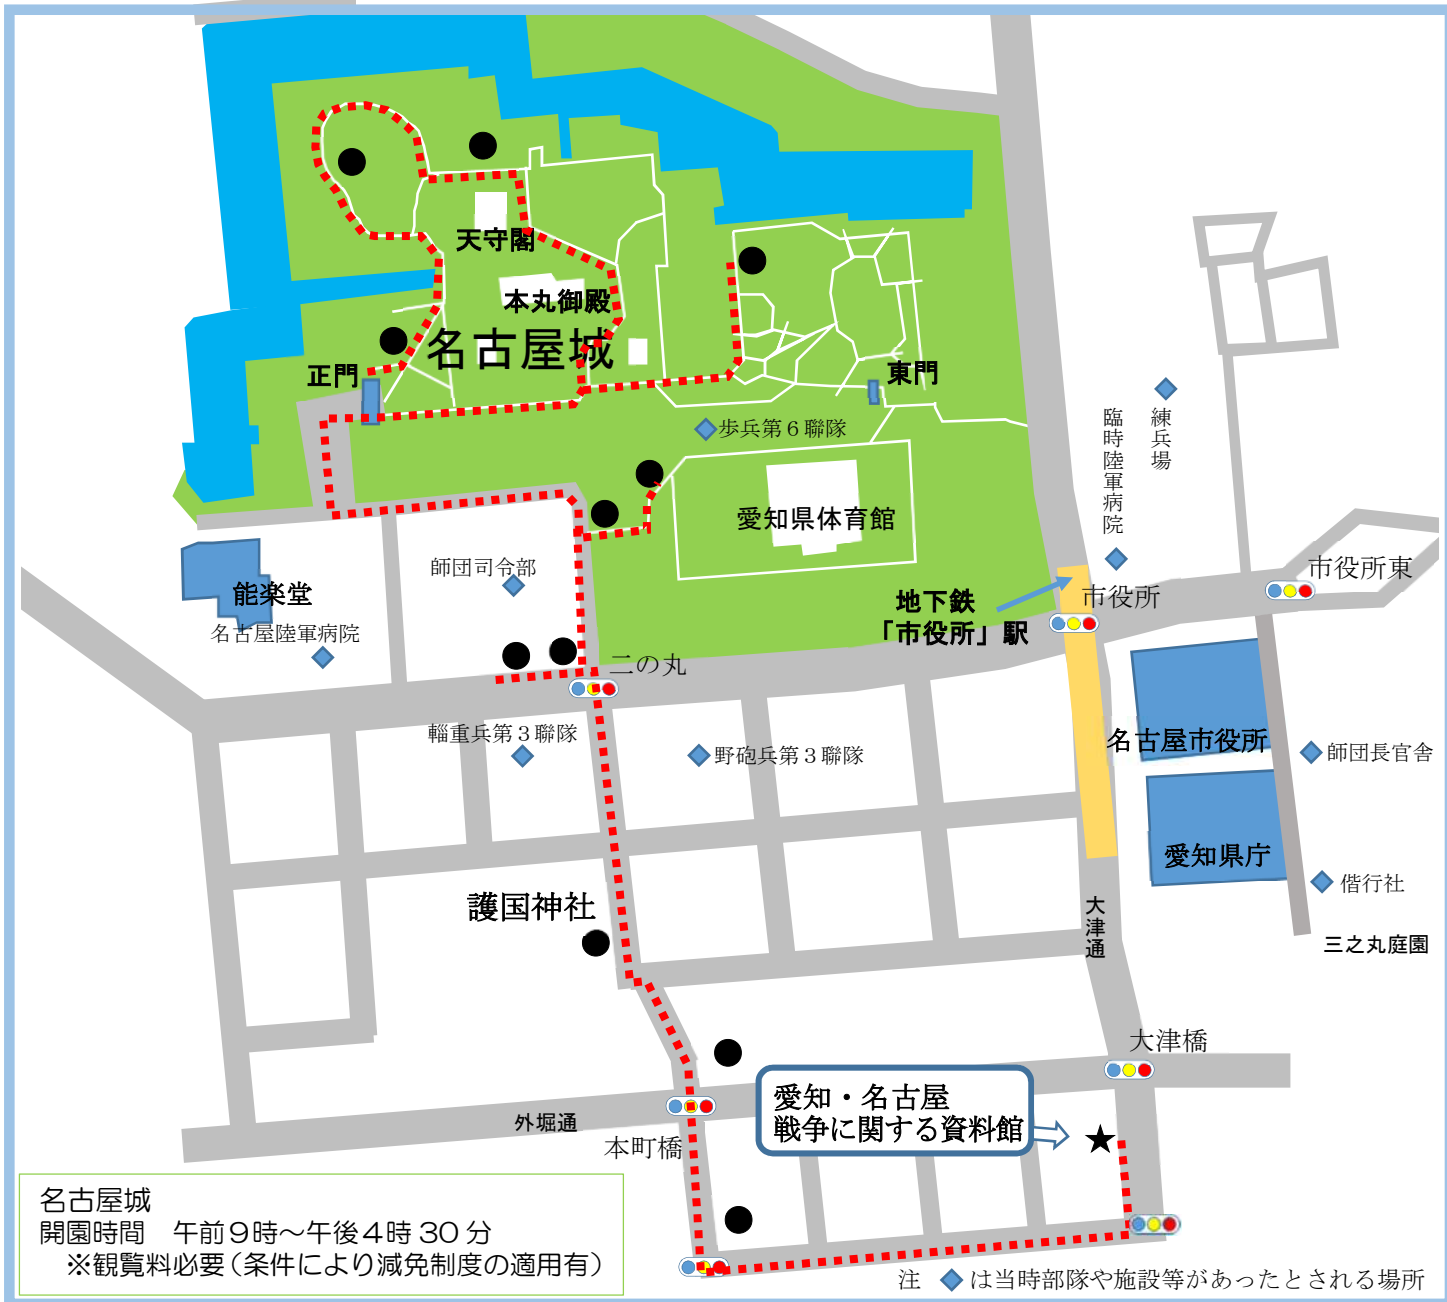 天守閣
本丸御殿
名古屋城
正門
東門
歩兵第6聯隊
愛知県体育館
練兵場
臨時陸軍病院
市役所東
市役所
地下鉄
「市役所」駅
師団司令部
能楽堂
名古屋陸軍病院
二の丸
輜重兵第3聯隊
野砲兵第3聯隊
名古屋市役所
師団長官舎
愛知県庁
偕行社
三之丸庭園
大津通
護国神社
大津橋
愛知・名古屋
戦争に関する資料館
外堀通
本町橋
名古屋城
開園時間 午前9時～午後4時30分
※観覧料必要(条件により減免制度の適用有)
注 ◆は当時部隊や施設等があったとされる場所